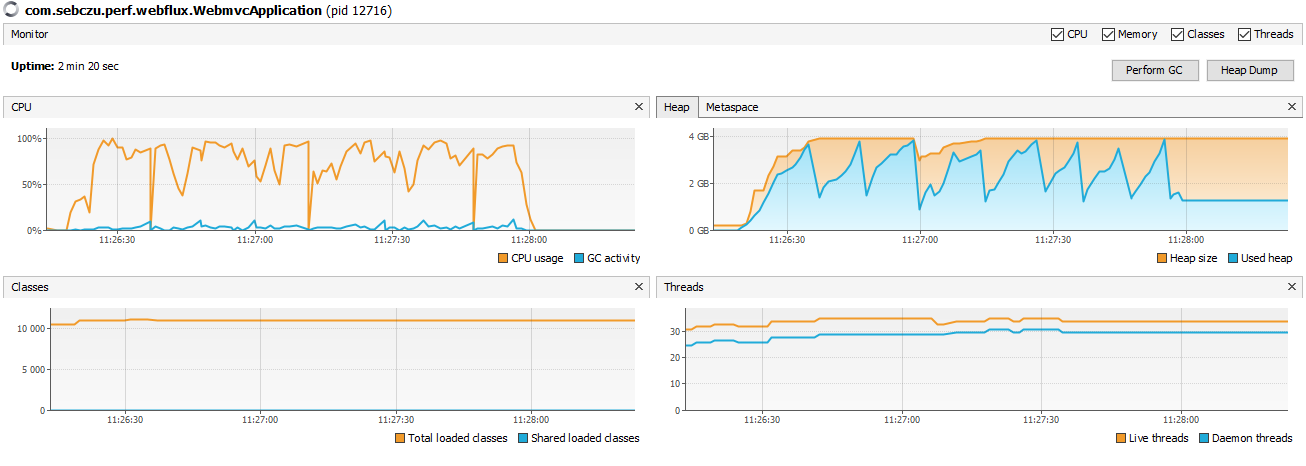 com.sebczu.perf.webflux.WebmvcApplication (pid 12716)
Monitor
CPU Memory Classes Threads
Uptime: 2 min 20 sec
Perform GC Heap Dump
CPU
100%
50%
0%
11:26:30 11:27:00 11:27:30 11:28:00
CPU usage GC activity
Heap Metaspace
4 GB
2 GB
0 GB
11:26:30 11:27:00 11:27:30 11:28:00
Heap size Used heap
Classes
10 000
5 000
0
11:26:30 11:27:00 11:27:30 11:28:00
Total loaded classes Shared loaded classes
Threads
30
20
10
0
11:26:30 11:27:00 11:27:30 11:28:00
Live threads Daemon threads